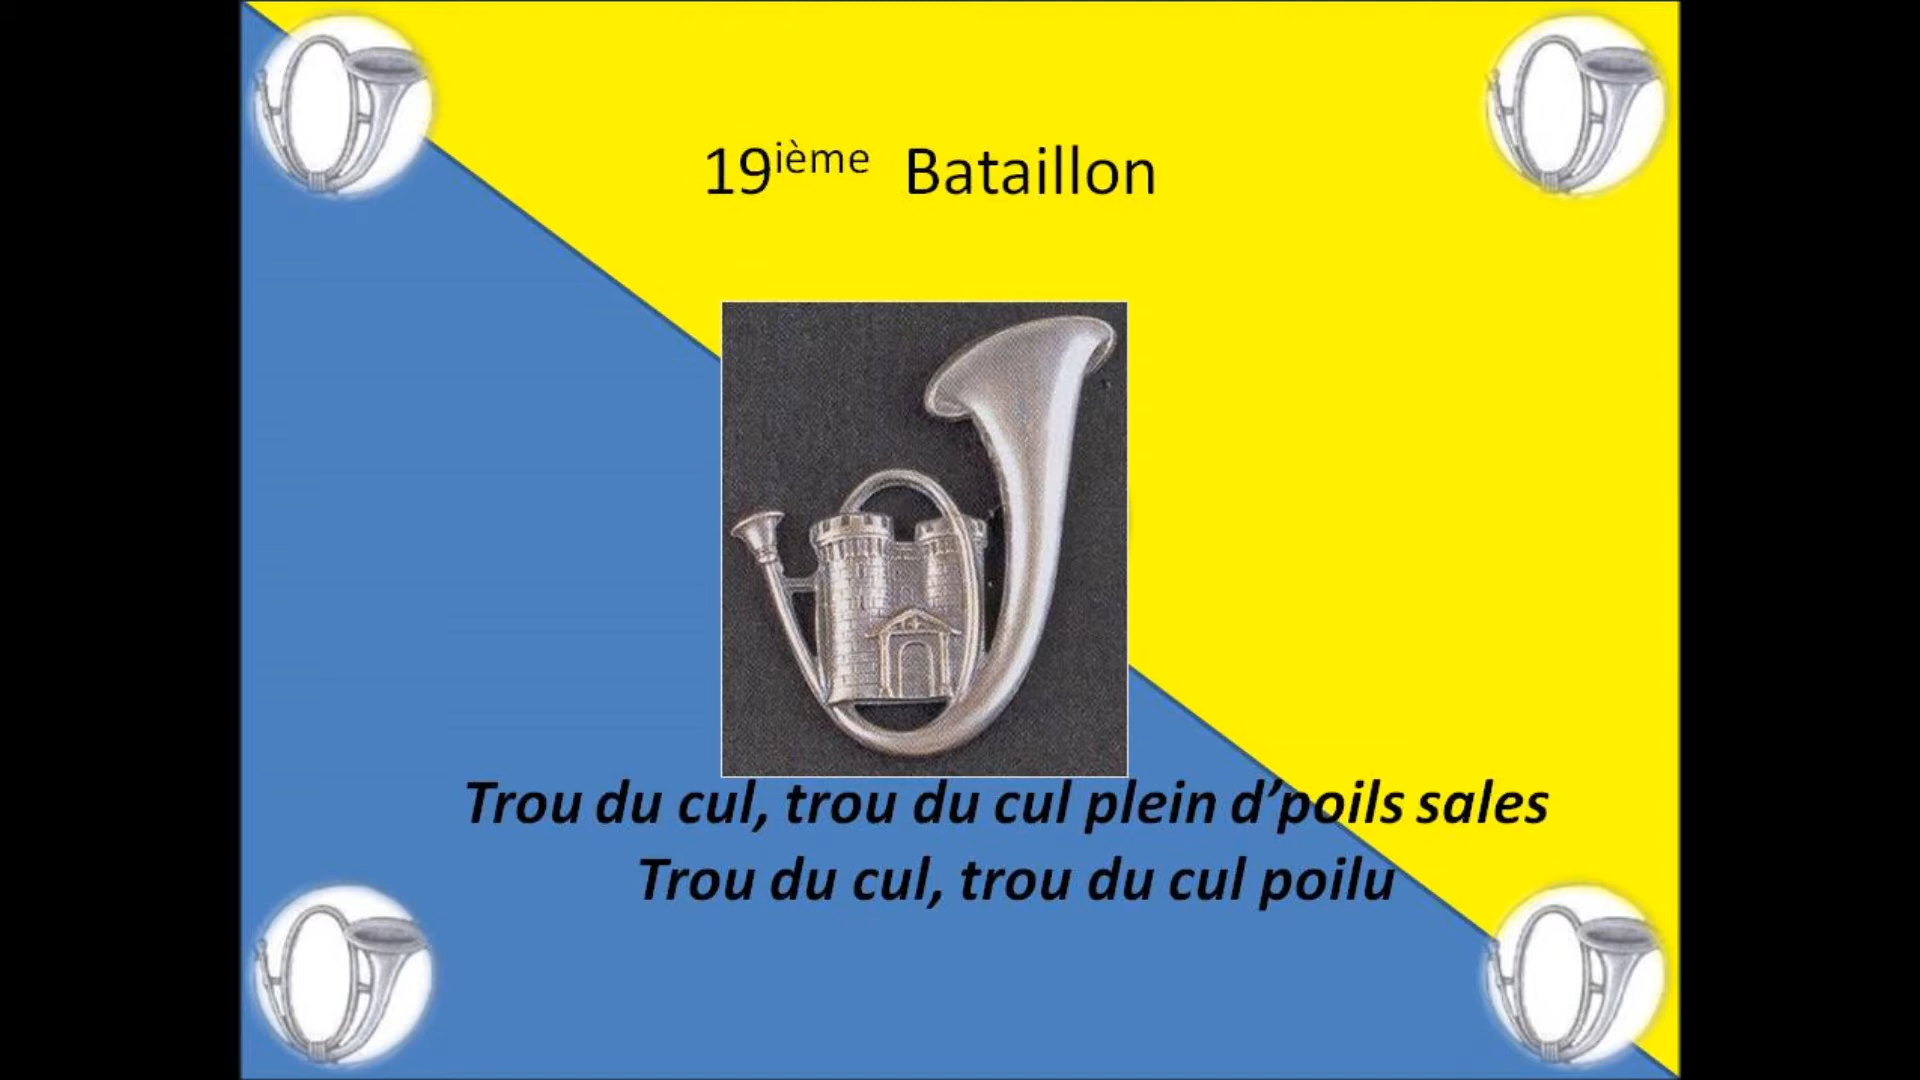 19ième Bataillon
Trou du cul, trou du cul plein d’poils sales
Trou du cul, trou du cul poilu